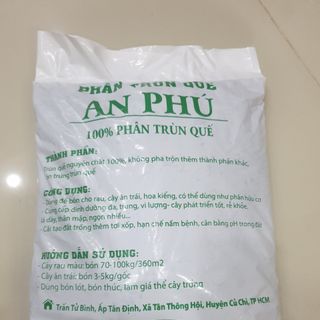 PHÂN TRÙN QUẾ
AN PHÚ
100% PHÂN TRÙN QUẾ
THÀNH PHẦN:
Trùn quế nguyên chất 100%, không pha trộn thêm thành phần khác,
trứng trùn quế
CÔNG DỤNG:
- Dùng để bón cho rau, cây ăn trái, hoa kiểng, có thể dùng như phân hữu cơ
- Cung cấp dinh dưỡng đa, trung, vi lượng- cây phát triển tốt, rẻ khỏe,
lá dày, thân mập, ngọn nhiều.
- Cải tạo đất trồng thêm tơi xốp, hạn chế nấm bệnh, cân bằng pH trong đất
HƯỚNG DẪN SỬ DỤNG:
- Cây rau màu: bón 70-100kg/360m2
- Cây ăn trái: bón 3-5kg/gốc
- Dụng bón lót, bón thúc, làm giá thể cây trồng
Trần Tử Bình, Ấp Tân Định, Xã Tân Thông Hội, Huyện Củ Chi, TP HCM